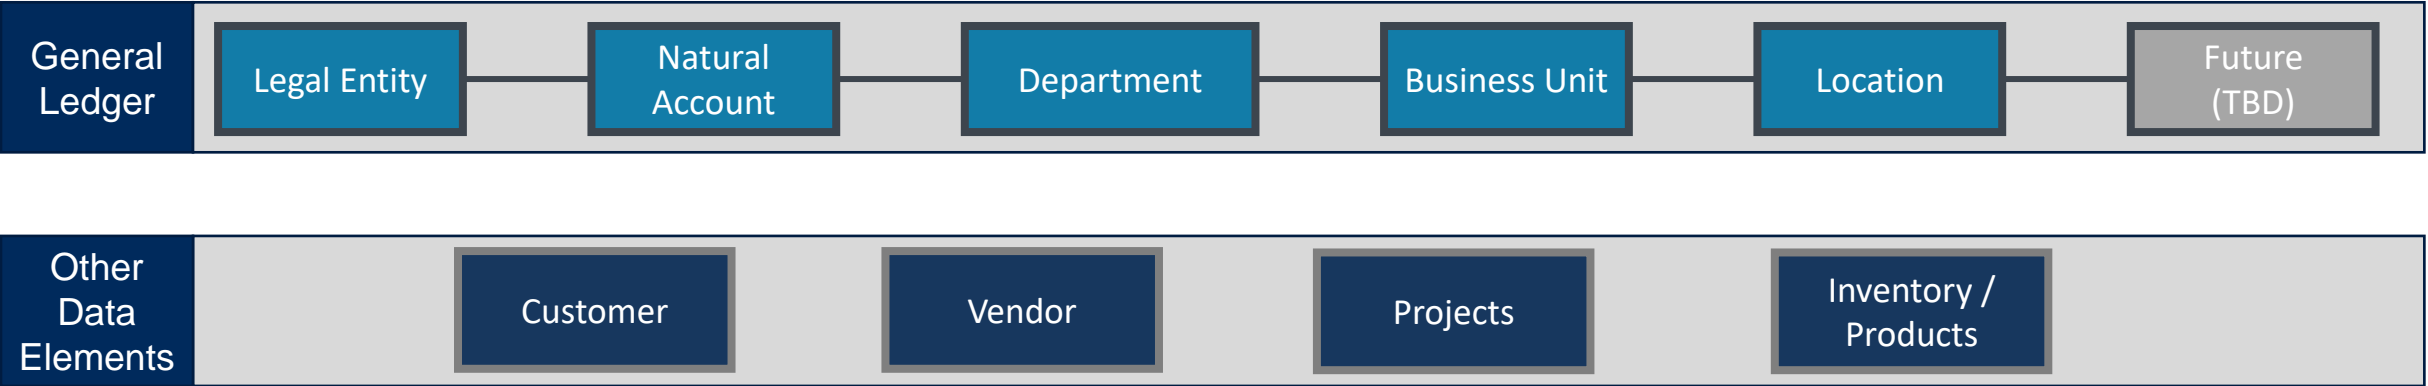 General
Ledger
Legal Entity
Natural
Account
Department
Business Unit
Location
Future
(TBD)
Other
Data
Elements
Customer
Vendor
Projects
Inventory /
Products